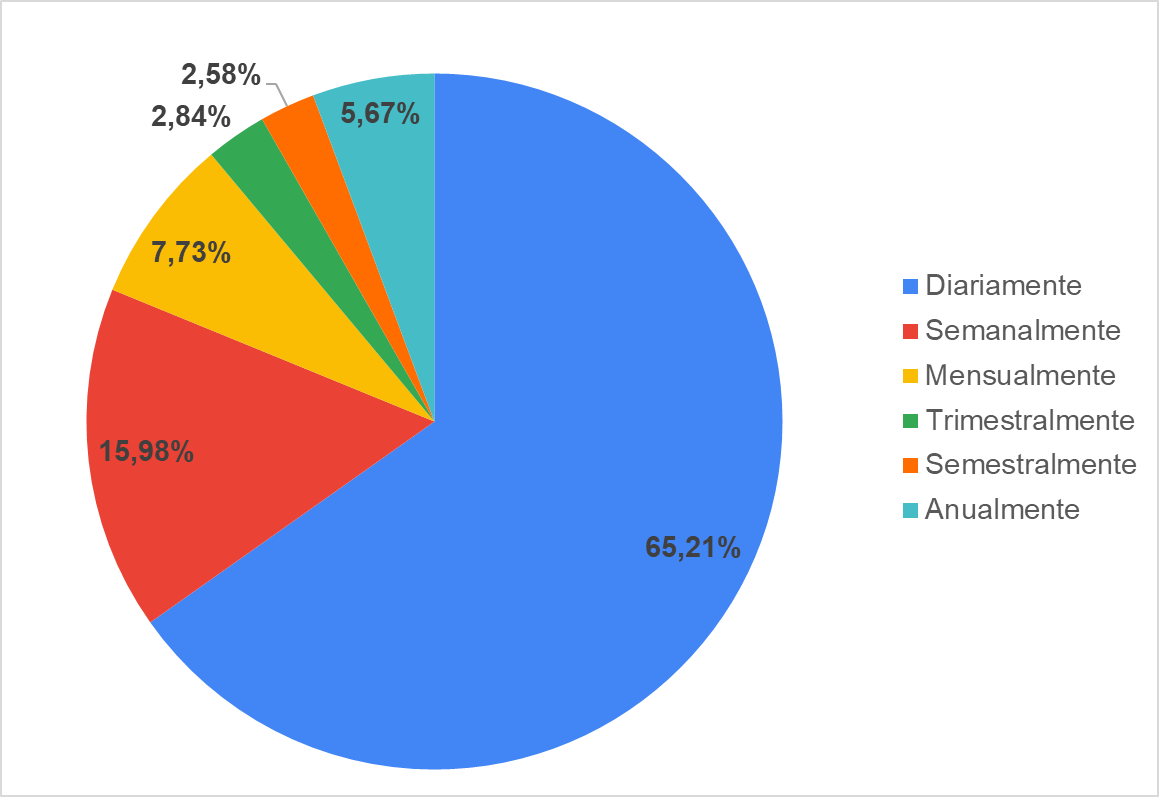 2,58%
2,84%
5,67%
7,73%
15,98%
65,21%
Diariamente
Semanalmente
Mensualmente
Trimestralmente
Semestralmente
Anualmente